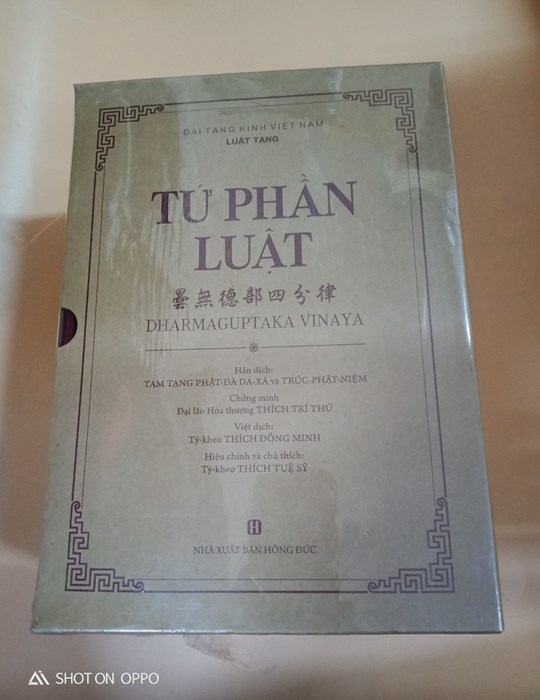 ĐẠI TẠNG KINH VIỆT NAM
LUẬT TẠNG
TỨ PHẦN
LUẬT
曇無德部四分律
DHARMAGUPTAKA VINAYA
Hán dịch:
TAM TẠNG PHẬT-ĐÀ DA-XÁ và TRÚC-PHẬT-NIỆM
Chứng minh
Đại lão Hòa thượng THÍCH TRÍ THỦ
Việt dịch:
Tỳ-kheo THÍCH ĐỔNG MINH
Hiệu chính và chú thích:
Tỳ-kheo THÍCH TUỆ SỸ
NHÀ XUẤT BẢN HỒNG ĐỨC
SHOT ON OPPO